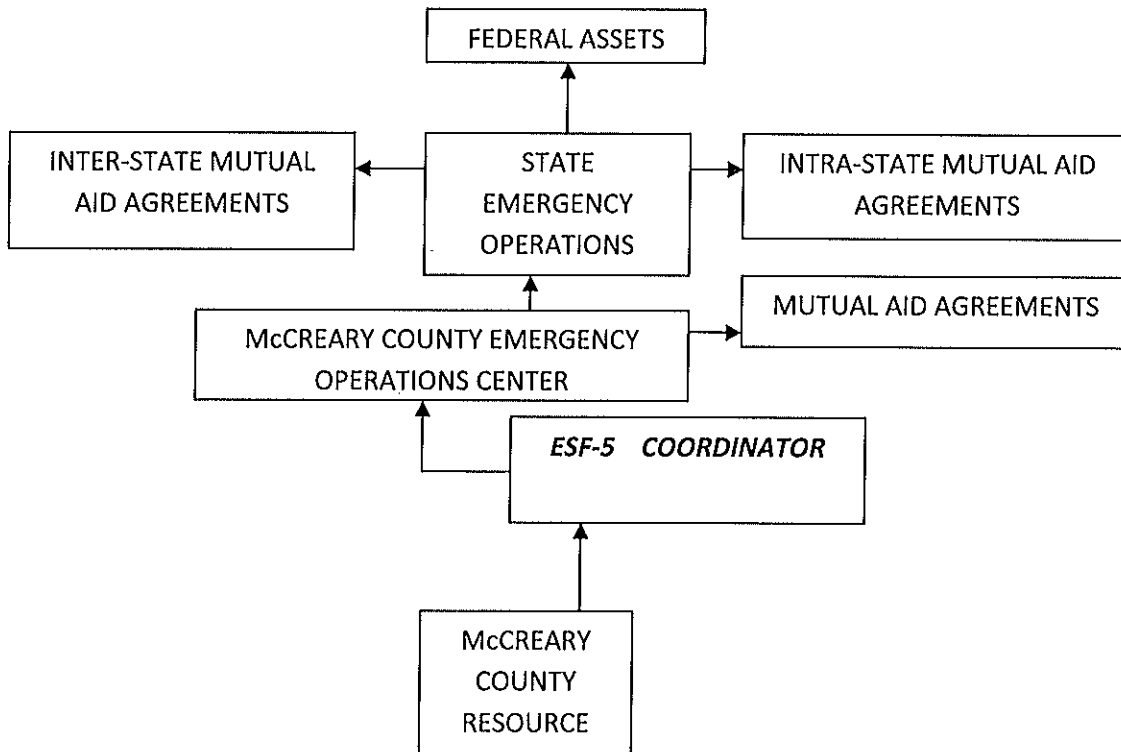 FEDERAL ASSETS
INTER-STATE MUTUAL
AID AGREEMENTS
STATE
EMERGENCY
OPERATIONS
INTRA-STATE MUTUAL AID
AGREEMENTS
MUTUAL AID AGREEMENTS
McCREARY COUNTY EMERGENCY
OPERATIONS CENTER
ESF-5 COORDINATOR
McCREARY
COUNTY
RESOURCE